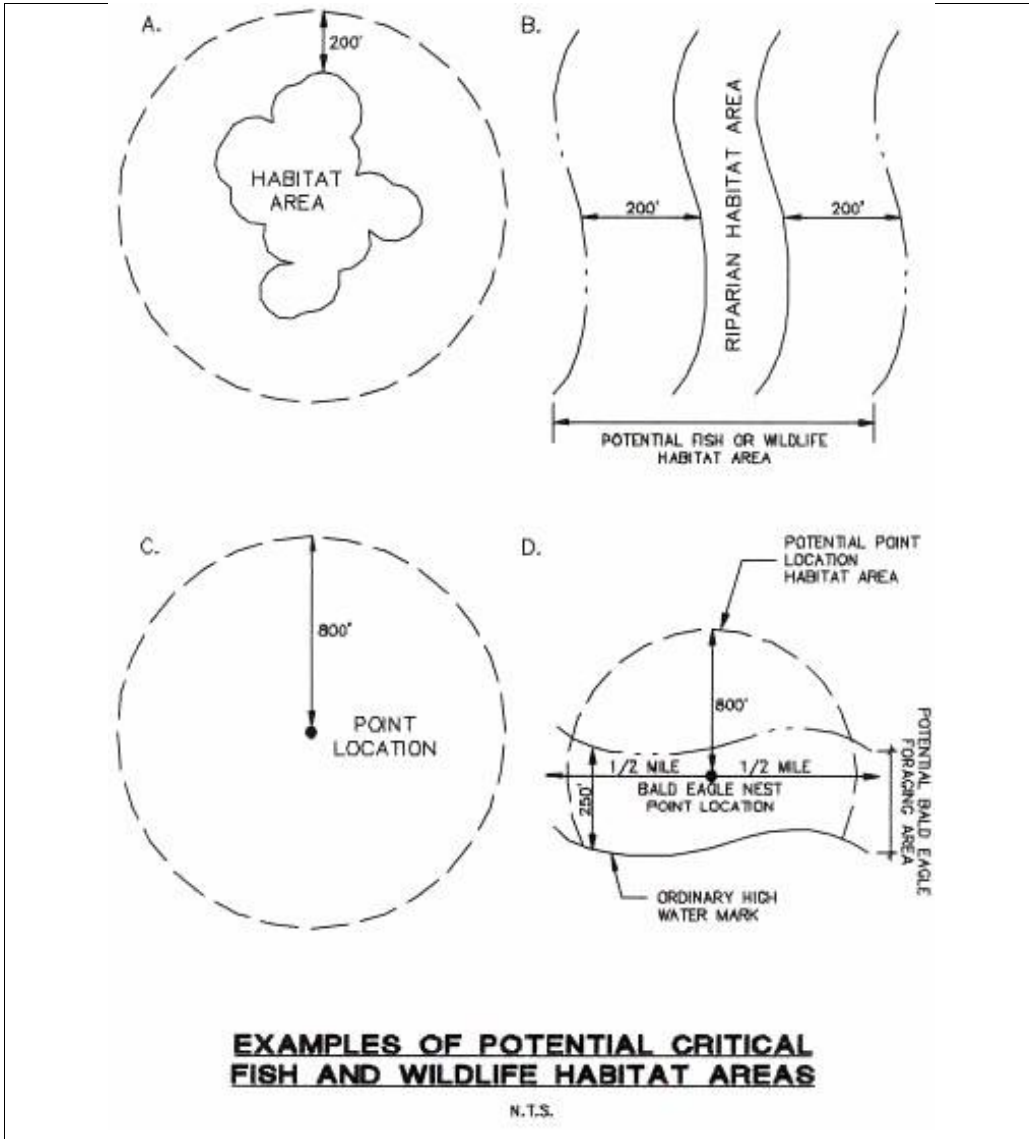 A.
200'
HABITAT
AREA
B.
200'
RIPARIAN HABITAT AREA
200'
POTENTIAL FISH OR WILDLIFE
HABITAT AREA
C.
800'
POINT
LOCATION
D.
POTENTIAL POINT
LOCATION
HABITAT AREA
800'
1/2 MILE
1/2 MILE
BALD EAGLE NEST
POINT LOCATION
250'
POTENTIAL BALD EAGLE
FORAGING AREA
ORDINARY HIGH
WATER MARK
EXAMPLES OF POTENTIAL CRITICAL
FISH AND WILDLIFE HABITAT AREAS
N.T.S.